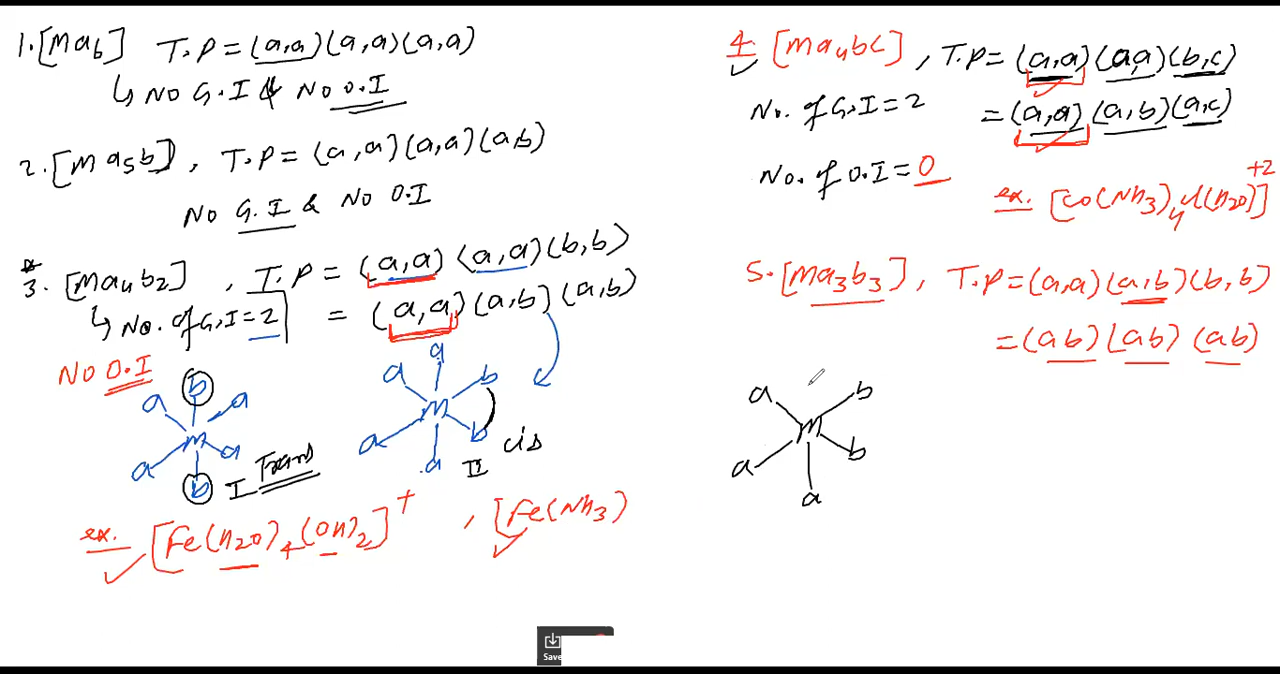 1. [Ma6] T.P = (a,a)(a,a)(a,a)
↳ NO G.I & NO O.I
2. [Ma5b], T.P = (a,a)(a,a)(a,b)
NO G.I & NO O.I
3. [Ma4b2], T.P = (a,a)(a,a)(b,b)
↳ No. of G.I = 2 = (a,a)(a,b)(a,b)
NO O.I
b
a a
M
a a
b
I Trans
a
a b
M
a b
a
II cis
ex. [Fe(H2O)4(OH)2]+ , [Fe(NH3)
4. [Ma4bc], T.P = (a,a)(a,a)(b,c)
No. of G.I = 2 = (a,a)(a,b)(a,c)
No. of O.I = 0
ex. [Co(NH3)4Cl(H2O)]+2
5. [Ma3b3], T.P = (a,a)(a,b)(b,b)
= (ab)(ab)(ab)
a b
M
a b
a
Save